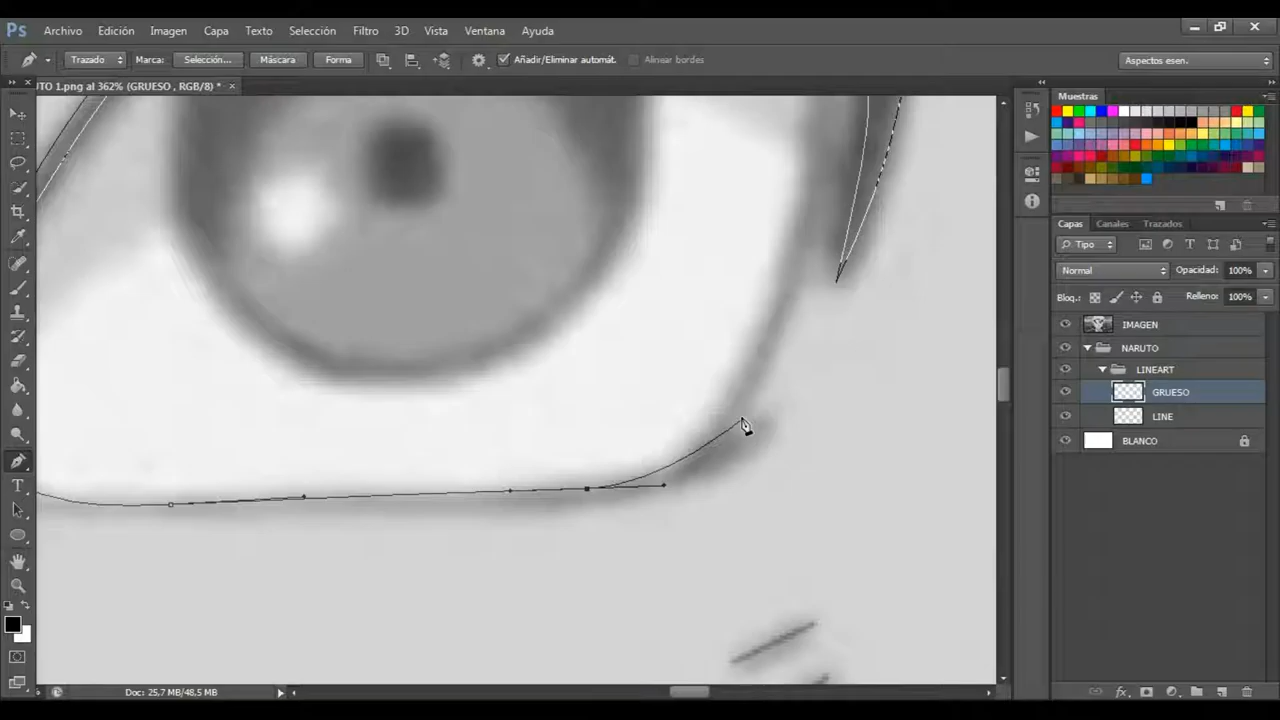 Ps Archivo Edición Imagen Capa Texto Selección Filtro 3D Vista Ventana Ayuda
Trazado Marca: Selección... Máscara Forma Añadir/Eliminar automát. Alinear bordes Aspectos esen.
UTO 1.png al 362% (GRUESO , RGB/8) * ×
Muestras
Capas Canales Trazados
Tipo
Normal Opacidad: 100%
Bloq.: Relleno: 100%
IMAGEN
NARUTO
LINEART
GRUESO
LINE
BLANCO
T
Doc: 25,7 MB/48,5 MB